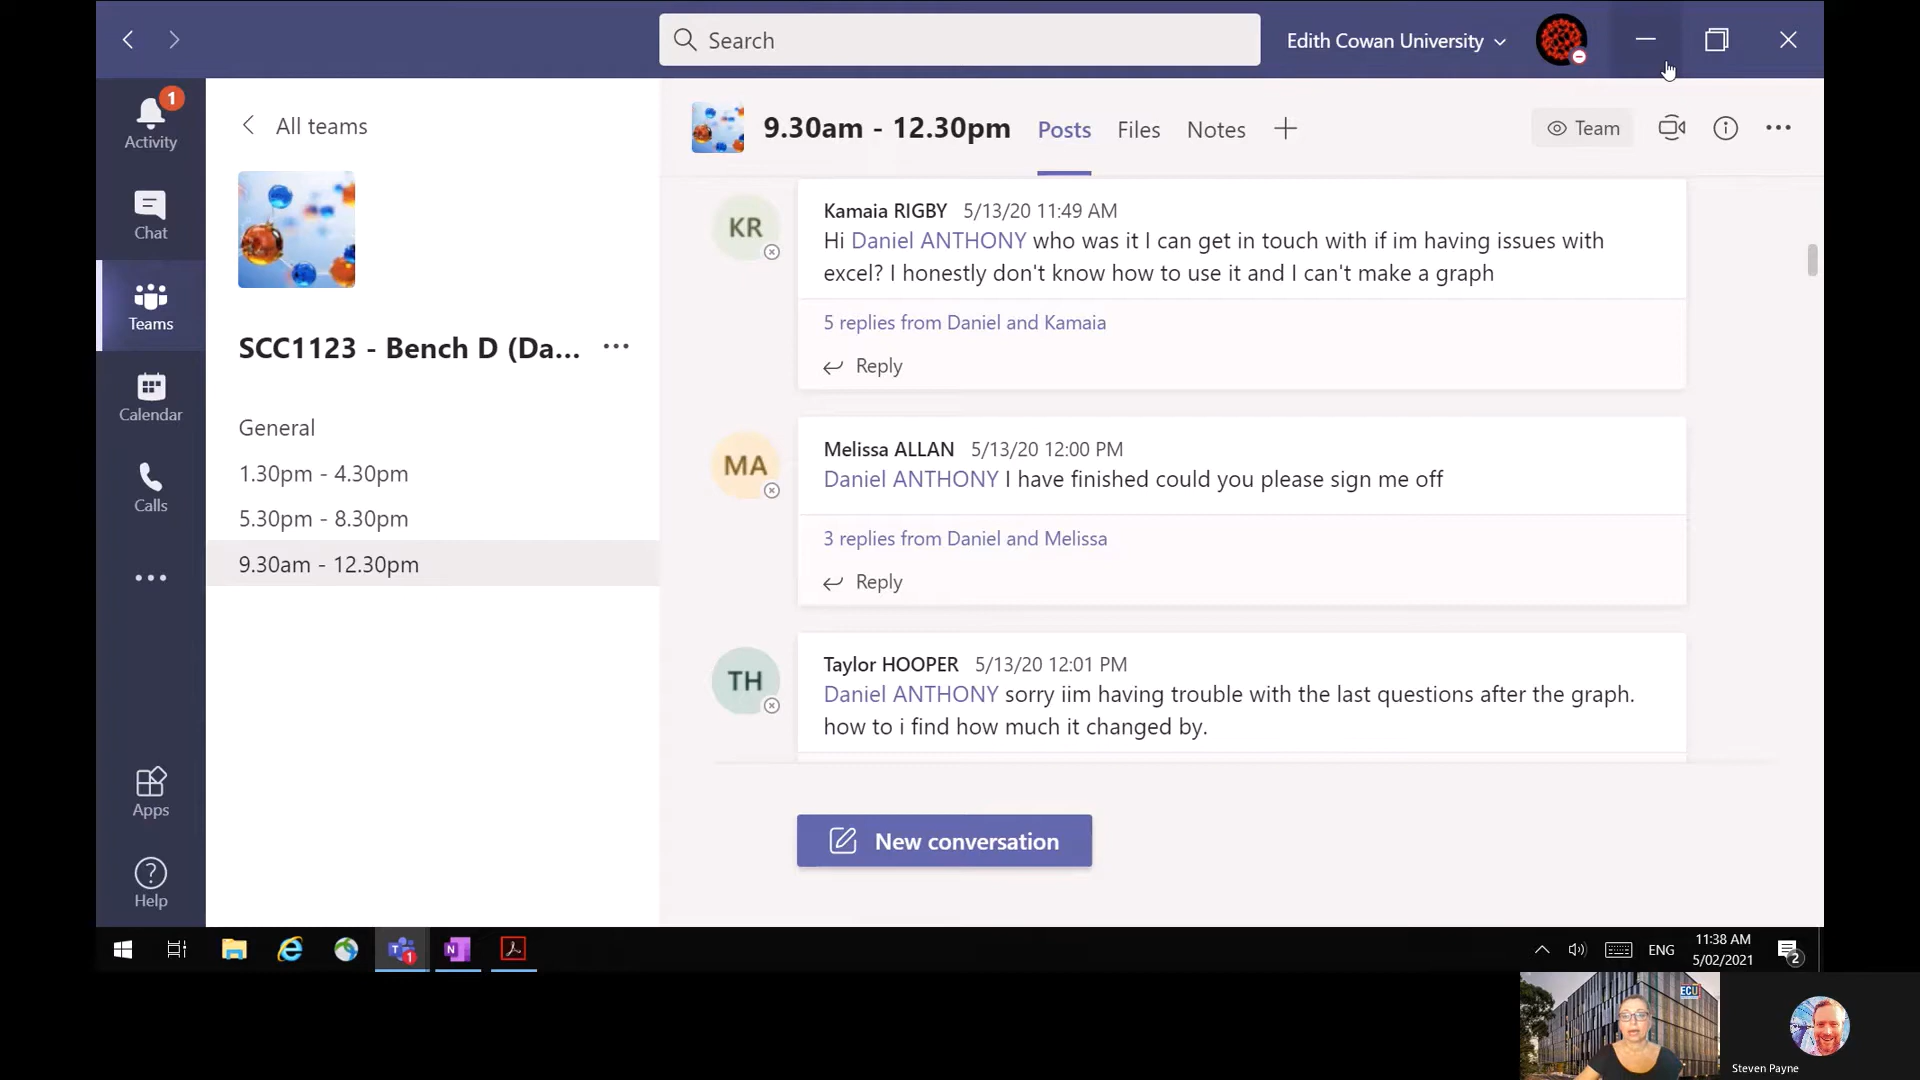 Search
Edith Cowan University
1
Activity
Chat
Teams
Calendar
Calls
Apps
Help
All teams
SCC1123 - Bench D (Da...
General
1.30pm - 4.30pm
5.30pm - 8.30pm
9.30am - 12.30pm
9.30am - 12.30pm
Posts
Files
Notes
Team
KR
Kamaia RIGBY 5/13/20 11:49 AM
Hi Daniel ANTHONY who was it I can get in touch with if im having issues with
excel? I honestly don't know how to use it and I can't make a graph
5 replies from Daniel and Kamaia
Reply
MA
Melissa ALLAN 5/13/20 12:00 PM
Daniel ANTHONY I have finished could you please sign me off
3 replies from Daniel and Melissa
Reply
TH
Taylor HOOPER 5/13/20 12:01 PM
Daniel ANTHONY sorry iim having trouble with the last questions after the graph.
how to i find how much it changed by.
New conversation
T
1
N
ENG
11:38 AM
5/02/2021
2
ECU
Steven Payne